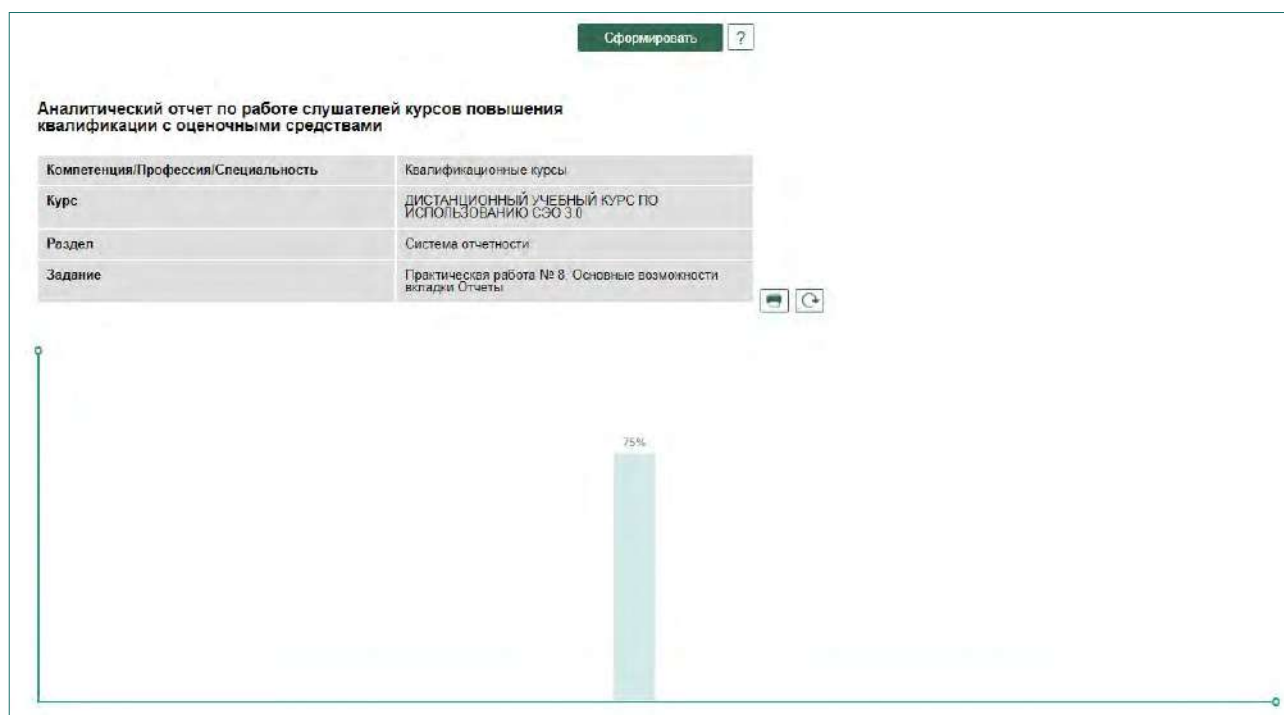 Сформировать ?
Аналитический отчет по работе слушателей курсов повышения
квалификации с оценочными средствами
Компетенция/Профессия/Специальность Квалификационные курсы
Курс ДИСТАНЦИОННЫЙ УЧЕБНЫЙ КУРС ПО
ИСПОЛЬЗОВАНИЮ СЭО 3.0
Раздел Система отчетности
Задание Практическая работа № 8. Основные возможности
вкладки Отчеты
75%